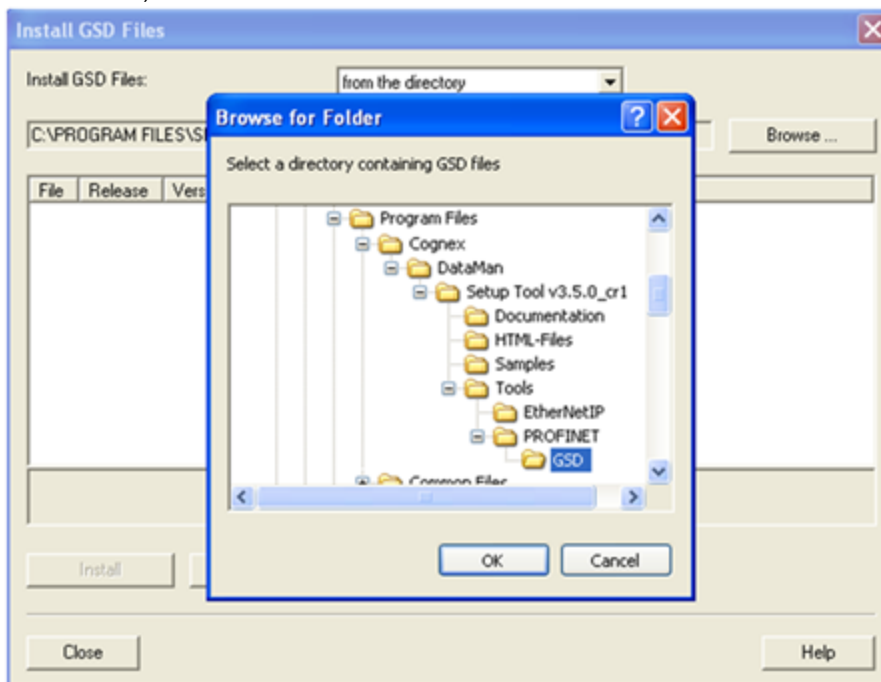 Install GSD Files
Install GSD Files:
from the directory
C:\PROGRAM FILES\
Browse ...
File Release
Browse for Folder
Select a directory containing GSD files
Program Files
Cognex
DataMan
Setup Tool v3.5.0_cr1
Documentation
HTML-Files
Samples
Tools
EtherNetIP
PROFINET
GSD
Common Files
OK Cancel
Install
Close Help